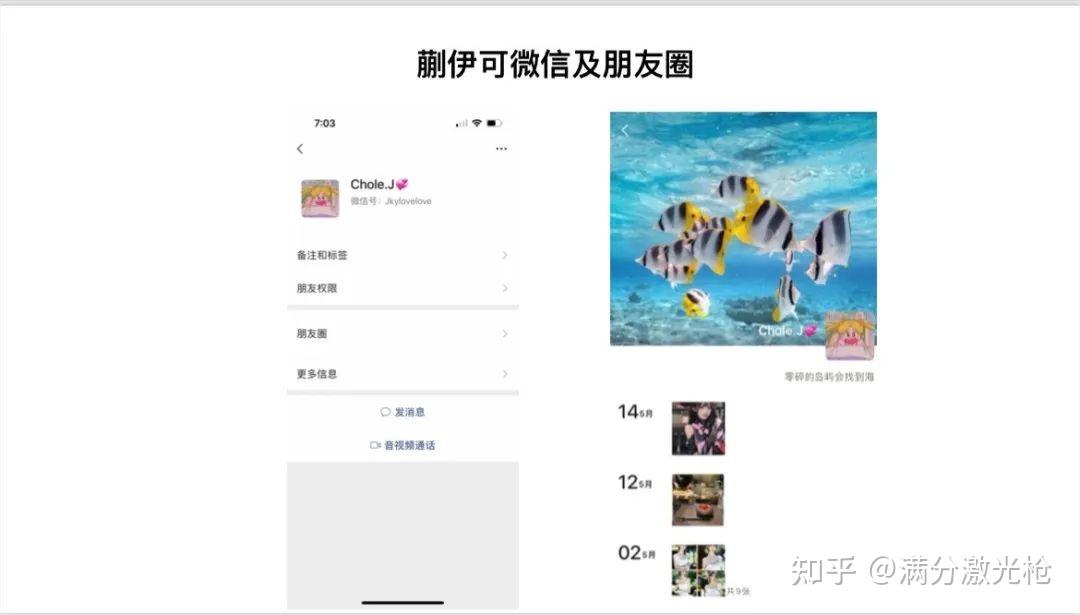 蒯伊可微信及朋友圈
7:03
Chole.J💞
微信号：Jkylovelove
备注和标签
朋友权限
朋友圈
更多信息
发消息
音视频通话
Chole.J💞
零碎的岛屿会找到海
14 5月
12 5月
02 5月
共9张
知乎 @满分激光枪